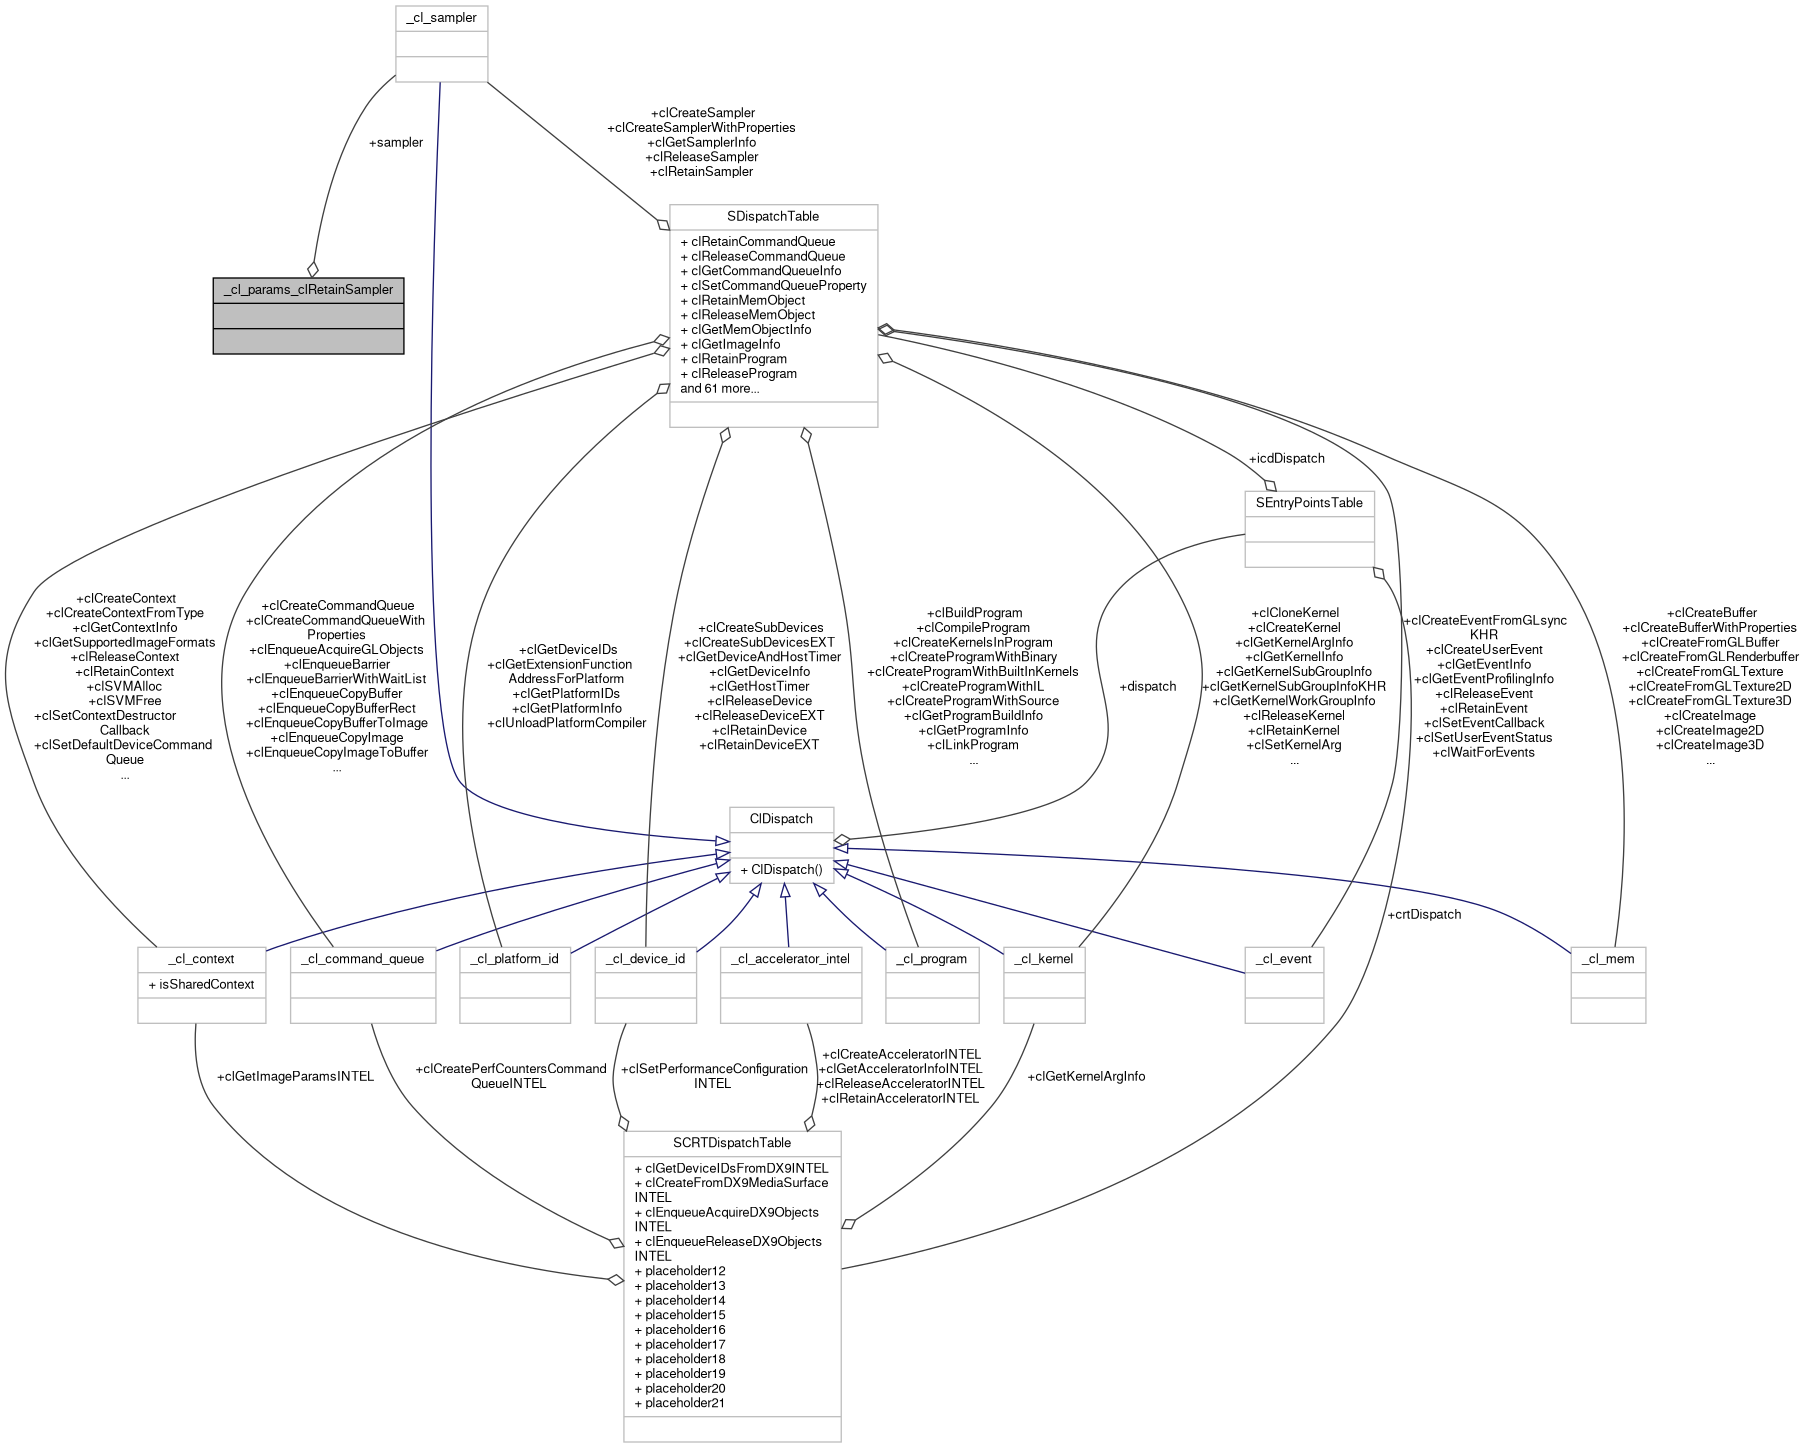 _cl_sampler
+sampler
+clCreateSampler
+clCreateSamplerWithProperties
+clGetSamplerInfo
+clReleaseSampler
+clRetainSampler
_cl_params_clRetainSampler
SDispatchTable
+ clRetainCommandQueue
+ clReleaseCommandQueue
+ clGetCommandQueueInfo
+ clSetCommandQueueProperty
+ clRetainMemObject
+ clReleaseMemObject
+ clGetMemObjectInfo
+ clGetImageInfo
+ clRetainProgram
+ clReleaseProgram
and 61 more...
+icdDispatch
SEntryPointsTable
+clCreateContext
+clCreateContextFromType
+clGetContextInfo
+clGetSupportedImageFormats
+clReleaseContext
+clRetainContext
+clSVMAlloc
+clSVMFree
+clSetContextDestructor
Callback
+clSetDefaultDeviceCommand
Queue
...
+clCreateCommandQueue
+clCreateCommandQueueWith
Properties
+clEnqueueAcquireGLObjects
+clEnqueueBarrier
+clEnqueueBarrierWithWaitList
+clEnqueueCopyBuffer
+clEnqueueCopyBufferRect
+clEnqueueCopyBufferToImage
+clEnqueueCopyImage
+clEnqueueCopyImageToBuffer
...
+clGetDeviceIDs
+clGetExtensionFunction
AddressForPlatform
+clGetPlatformIDs
+clGetPlatformInfo
+clUnloadPlatformCompiler
+clCreateSubDevices
+clCreateSubDevicesEXT
+clGetDeviceAndHostTimer
+clGetDeviceInfo
+clGetHostTimer
+clReleaseDevice
+clReleaseDeviceEXT
+clRetainDevice
+clRetainDeviceEXT
+clBuildProgram
+clCompileProgram
+clCreateKernelsInProgram
+clCreateProgramWithBinary
+clCreateProgramWithBuiltInKernels
+clCreateProgramWithIL
+clCreateProgramWithSource
+clGetProgramBuildInfo
+clGetProgramInfo
+clLinkProgram
...
+dispatch
+clCloneKernel
+clCreateKernel
+clGetKernelArgInfo
+clGetKernelInfo
+clGetKernelSubGroupInfo
+clGetKernelSubGroupInfoKHR
+clGetKernelWorkGroupInfo
+clReleaseKernel
+clRetainKernel
+clSetKernelArg
...
+clCreateEventFromGLsync
KHR
+clCreateUserEvent
+clGetEventInfo
+clGetEventProfilingInfo
+clReleaseEvent
+clRetainEvent
+clSetEventCallback
+clSetUserEventStatus
+clWaitForEvents
+clCreateBuffer
+clCreateBufferWithProperties
+clCreateFromGLBuffer
+clCreateFromGLRenderbuffer
+clCreateFromGLTexture
+clCreateFromGLTexture2D
+clCreateFromGLTexture3D
+clCreateImage
+clCreateImage2D
+clCreateImage3D
...
ClDispatch
+ ClDispatch()
+crtDispatch
_cl_context
+ isSharedContext
_cl_command_queue
_cl_platform_id
_cl_device_id
_cl_accelerator_intel
_cl_program
_cl_kernel
_cl_event
_cl_mem
+clGetImageParamsINTEL
+clCreatePerfCountersCommand
QueueINTEL
+clSetPerformanceConfiguration
INTEL
+clCreateAcceleratorINTEL
+clGetAcceleratorInfoINTEL
+clReleaseAcceleratorINTEL
+clRetainAcceleratorINTEL
+clGetKernelArgInfo
SCRTDispatchTable
+ clGetDeviceIDsFromDX9INTEL
+ clCreateFromDX9MediaSurface
INTEL
+ clEnqueueAcquireDX9Objects
INTEL
+ clEnqueueReleaseDX9Objects
INTEL
+ placeholder12
+ placeholder13
+ placeholder14
+ placeholder15
+ placeholder16
+ placeholder17
+ placeholder18
+ placeholder19
+ placeholder20
+ placeholder21